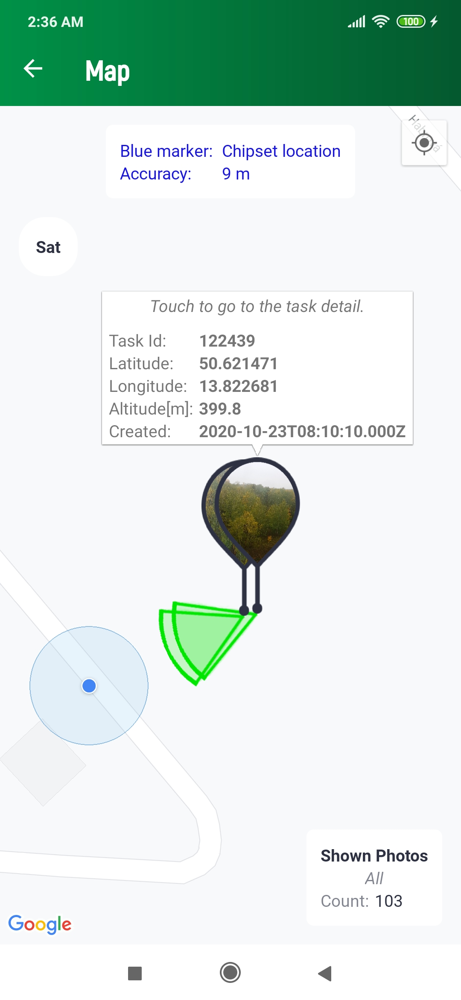 2:36 AM
100
Map
Blue marker: Chipset location
Accuracy: 9 m
Sat
Touch to go to the task detail.
Task Id: 122439
Latitude: 50.621471
Longitude: 13.822681
Altitude[m]: 399.8
Created: 2020-10-23T08:10:10.000Z
Shown Photos
All
Count: 103
Google